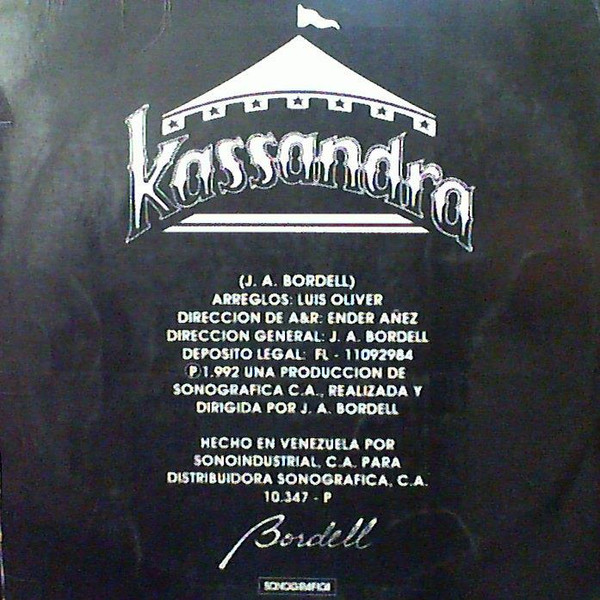 Kassandra
(J. A. BORDELL)
ARREGLOS: LUIS OLIVER
DIRECCION DE A&R: ENDER AÑEZ
DIRECCION GENERAL: J. A. BORDELL
DEPOSITO LEGAL: FL - 11092984
Ⓟ1.992 UNA PRODUCCION DE
SONOGRAFICA C.A., REALIZADA Y
DIRIGIDA POR J. A. BORDELL
HECHO EN VENEZUELA POR
SONOINDUSTRIAL, C.A. PARA
DISTRIBUIDORA SONOGRAFICA, C.A.
10.347 - P
Bordell
SONOGRAFICA